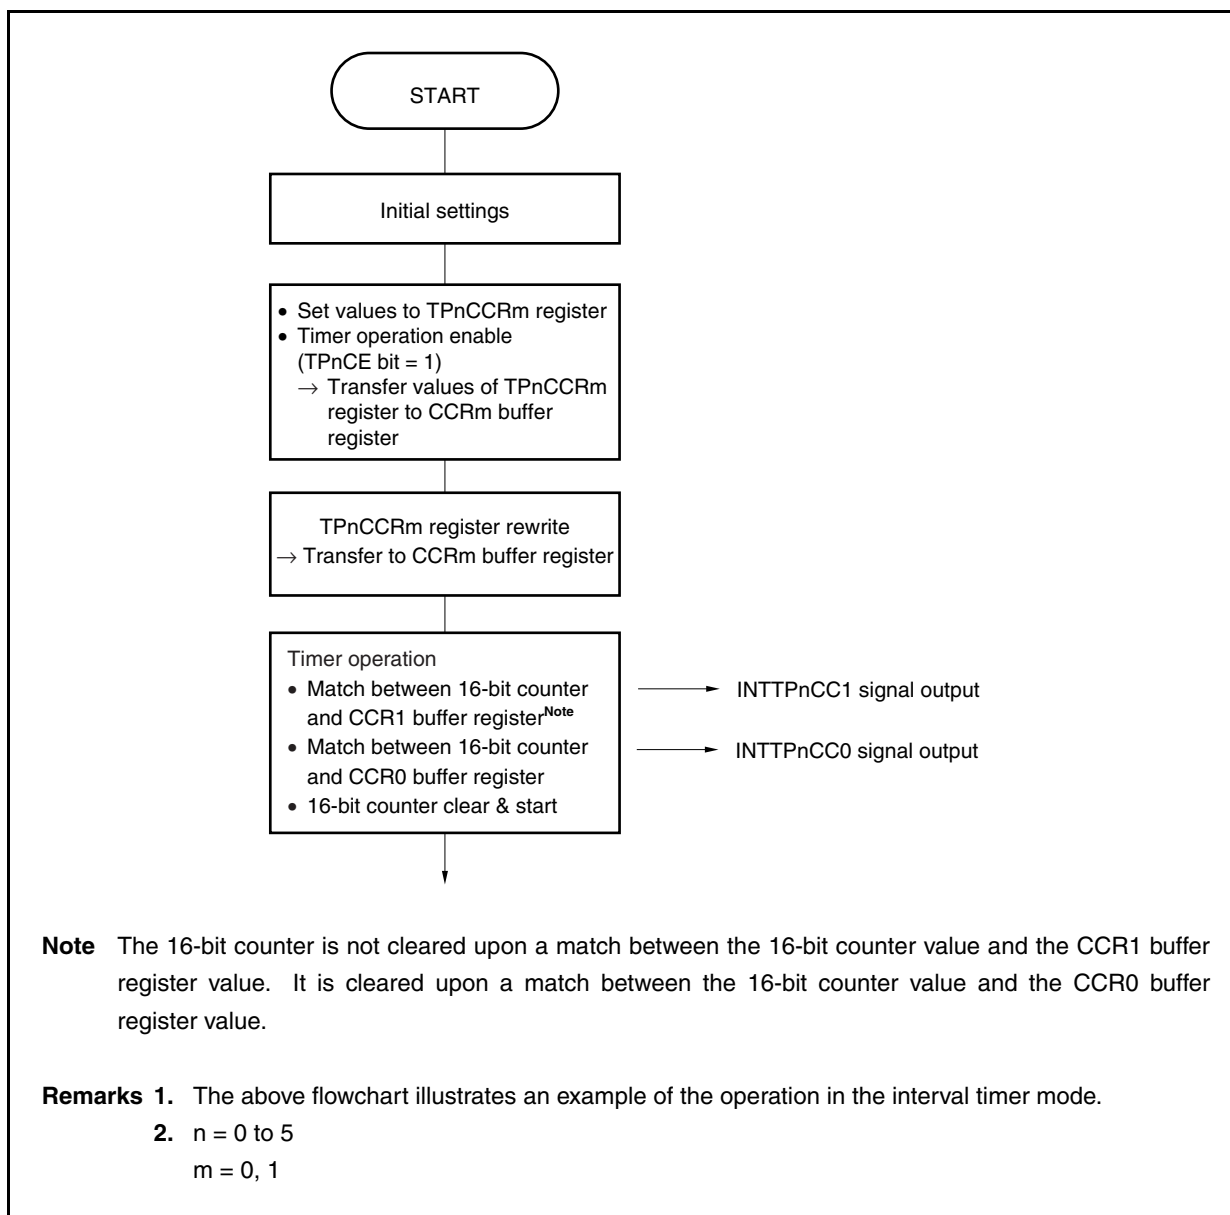 START
Initial settings
• Set values to TPnCCRm register
• Timer operation enable
(TPnCE bit = 1)
→ Transfer values of TPnCCRm
register to CCRm buffer
register
TPnCCRm register rewrite
→ Transfer to CCRm buffer register
Timer operation
• Match between 16-bit counter
and CCR1 buffer registerNote
• Match between 16-bit counter
and CCR0 buffer register
• 16-bit counter clear & start
INTTPnCC1 signal output
INTTPnCC0 signal output
Note The 16-bit counter is not cleared upon a match between the 16-bit counter value and the CCR1 buffer
register value. It is cleared upon a match between the 16-bit counter value and the CCR0 buffer
register value.
Remarks 1. The above flowchart illustrates an example of the operation in the interval timer mode.
2. n = 0 to 5
m = 0, 1